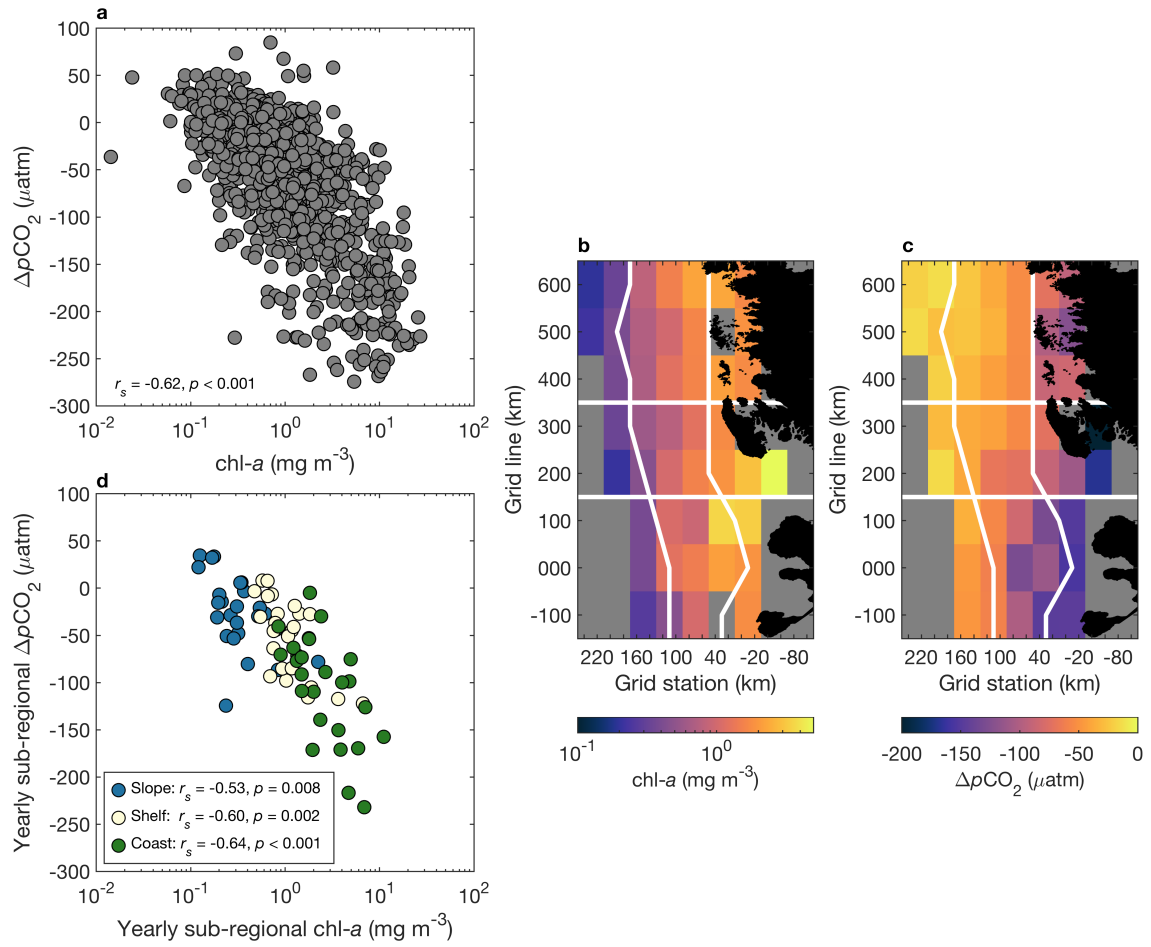 a
100
50
0
-50
-100
-150
-200
-250
-300
ΔpCO2 (μatm)
rs = -0.62, p < 0.001
10-2 10-1 100 101 102
chl-a (mg m-3)
b
600
500
400
300
200
100
000
-100
Grid line (km)
220 160 100 40 -20 -80
Grid station (km)
10-1 100
chl-a (mg m-3)
c
600
500
400
300
200
100
000
-100
Grid line (km)
220 160 100 40 -20 -80
Grid station (km)
-200 -150 -100 -50 0
ΔpCO2 (μatm)
d
100
50
0
-50
-100
-150
-200
-250
-300
Yearly sub-regional ΔpCO2 (μatm)
Slope: rs = -0.53, p = 0.008
Shelf: rs = -0.60, p = 0.002
Coast: rs = -0.64, p < 0.001
10-2 10-1 100 101 102
Yearly sub-regional chl-a (mg m-3)